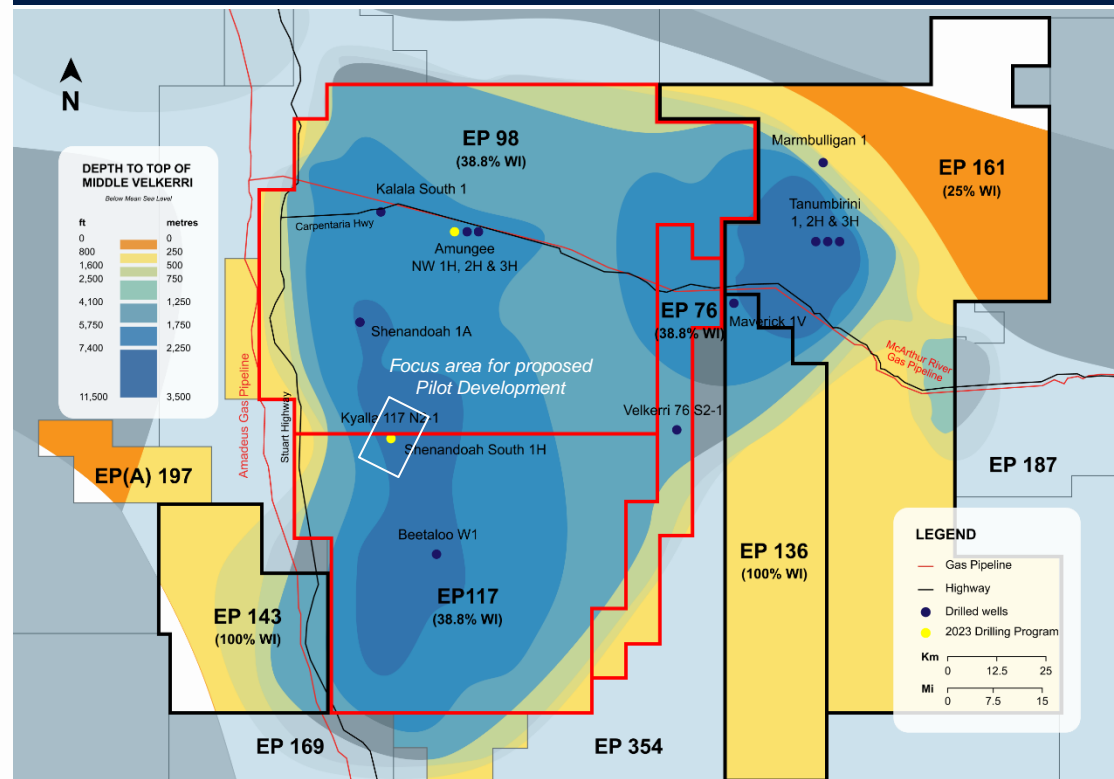 N
DEPTH TO TOP OF
MIDDLE VELKERRI
Below Mean Sea Level
ft metres
0 0
800 250
1,600 500
2,500 750
4,100 1,250
5,750 1,750
7,400 2,250
11,500 3,500
EP 98
(38.8% WI)
Marmbulligan 1
EP 161
(25% WI)
Kalala South 1
Tanumbirini
1, 2H & 3H
Carpentaria Hwy
Amungee
NW 1H, 2H & 3H
EP 76
(38.8% WI)
Maverick 1V
Shenandoah 1A
McArthur River
Gas Pipeline
Focus area for proposed
Pilot Development
Amadeus Gas Pipeline
Stuart Highway
Kyalla 117 N2-1
Velkerri 76 S2-1
Shenandoah South 1H
EP(A) 197
EP 187
Beetaloo W1
EP 136
(100% WI)
EP117
(38.8% WI)
EP 143
(100% WI)
LEGEND
Gas Pipeline
Highway
Drilled wells
2023 Drilling Program
Km
0 12.5 25
Mi
0 7.5 15
EP 169
EP 354